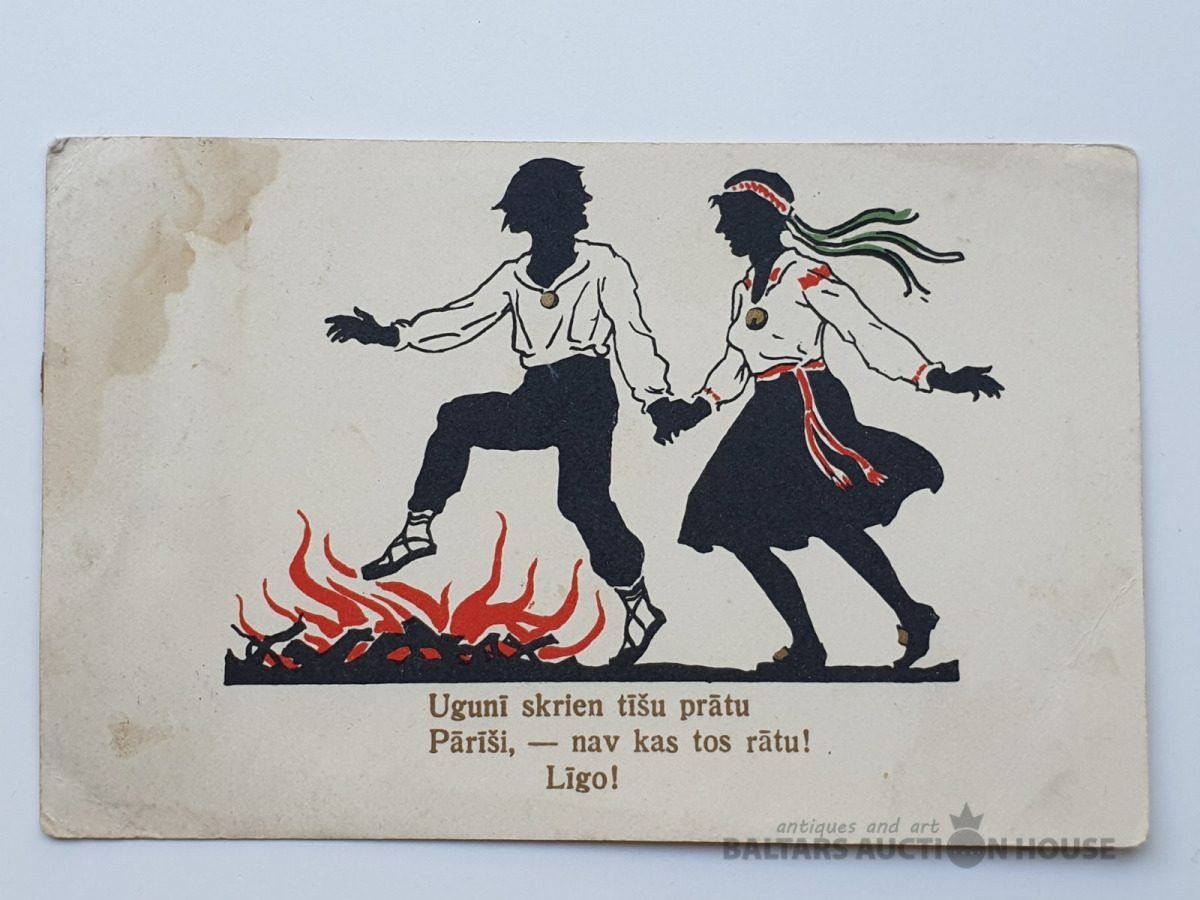 Ugunī skrien tīšu prātu
Pārīši, — nav kas tos rātu!
Līgo!
antiques and art
BALTARS AUCTION HOUSE